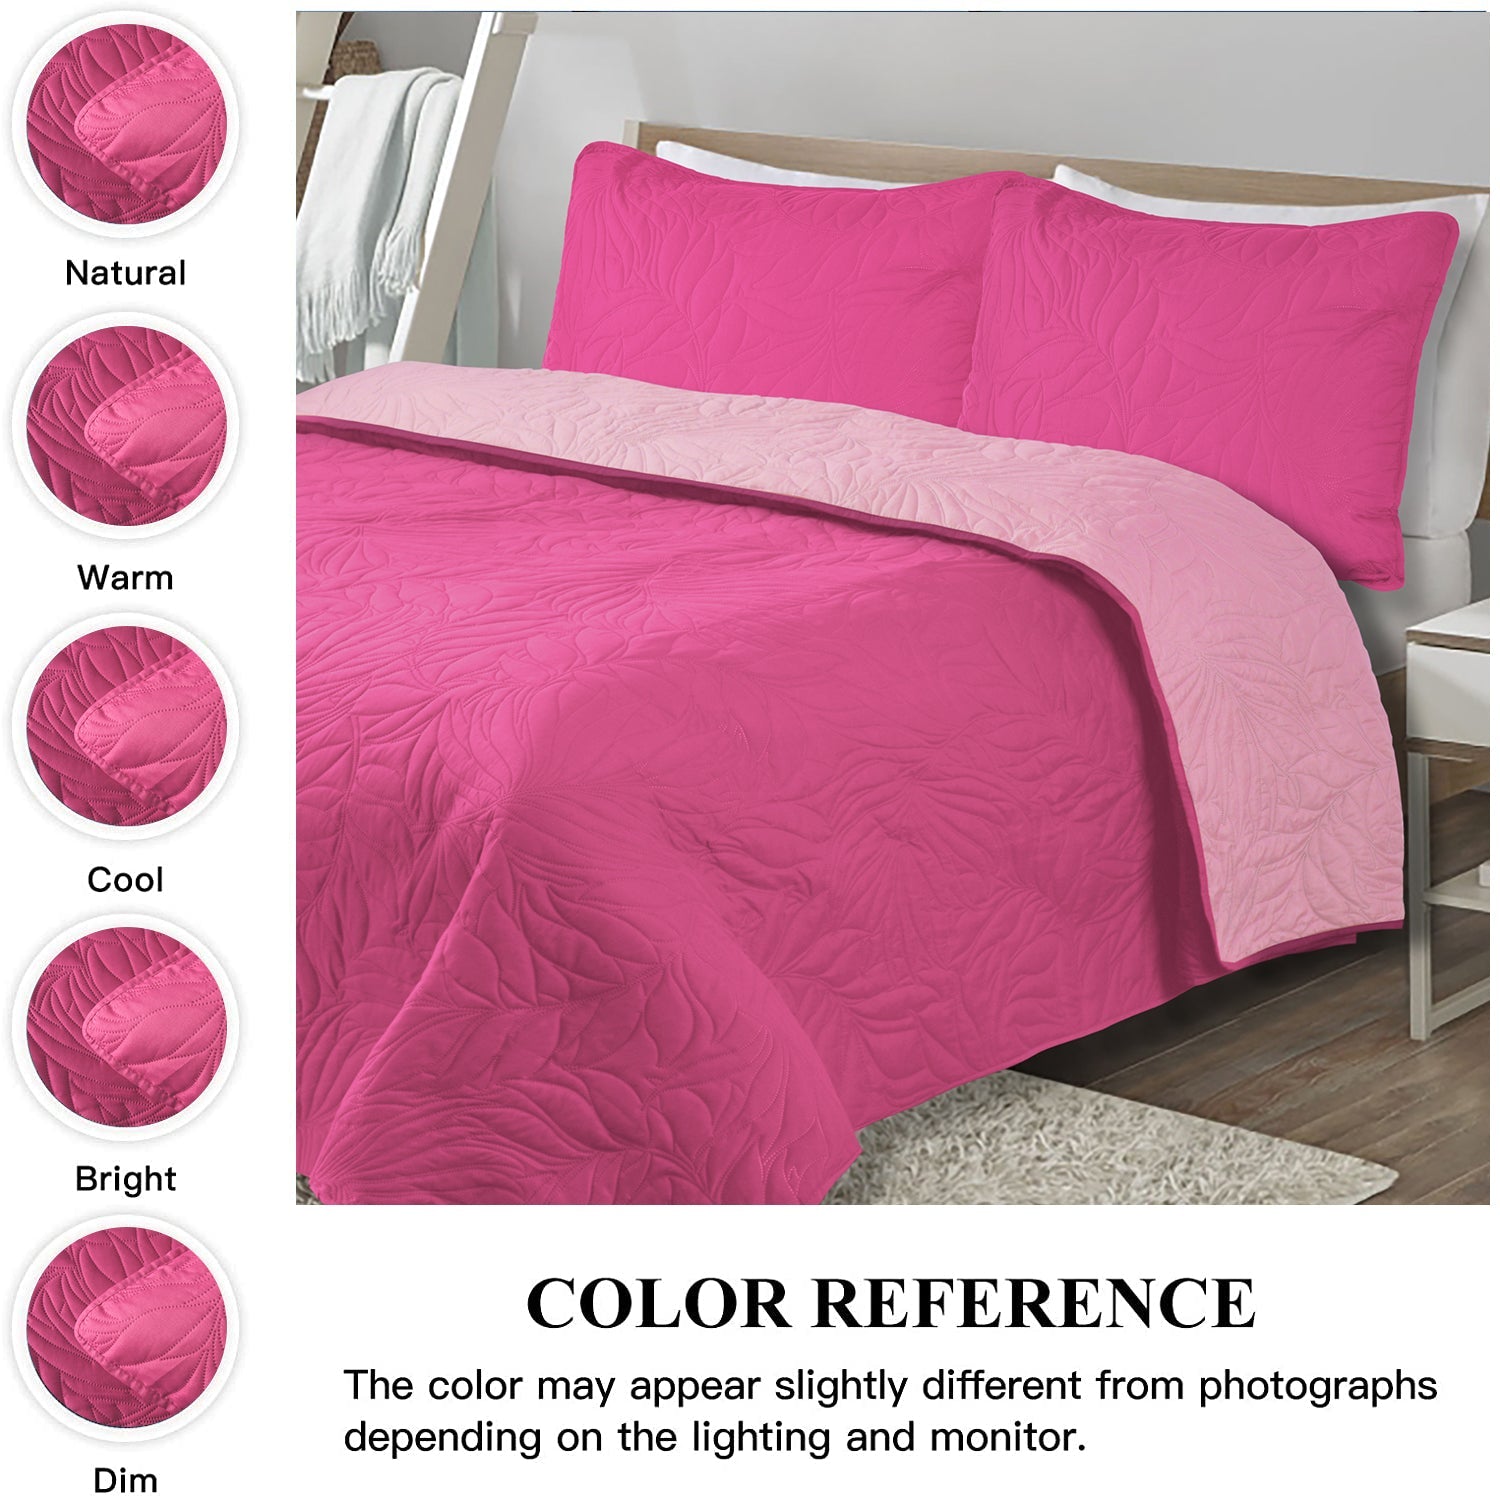 Natural
Warm
Cool
Bright
Dim
COLOR REFERENCE
The color may appear slightly different from photographs
depending on the lighting and monitor.